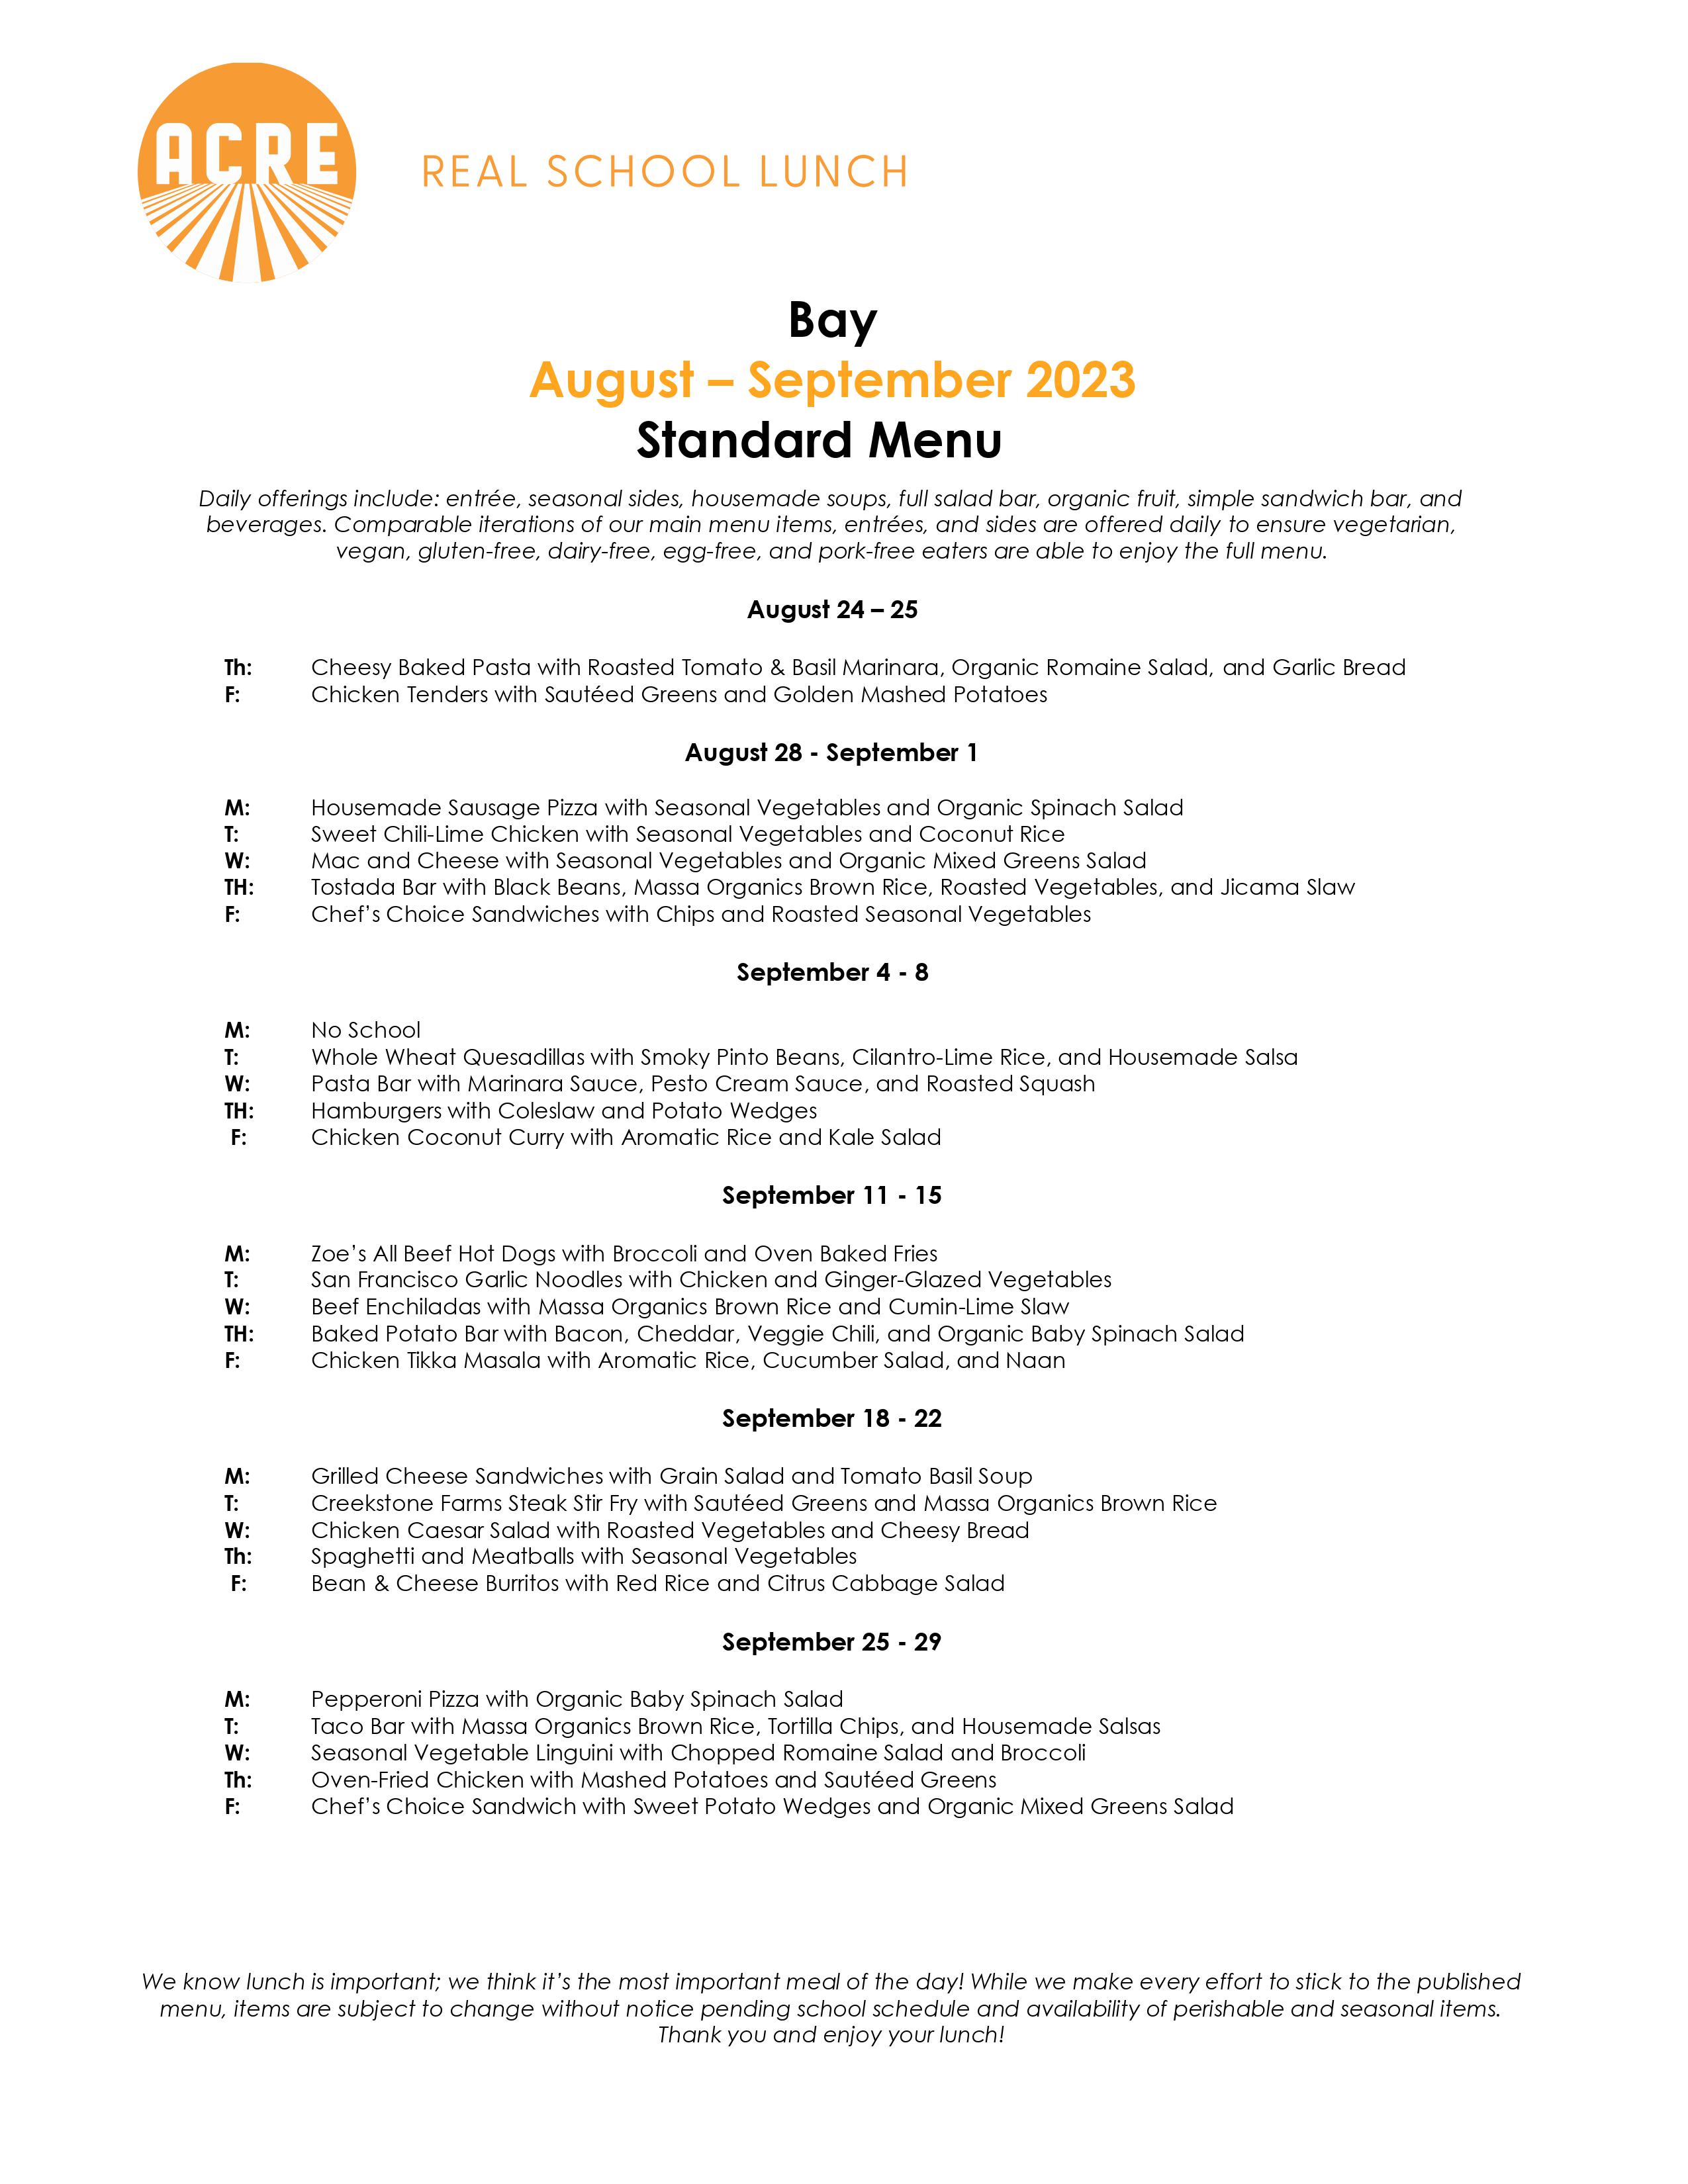 ACRE
REAL SCHOOL LUNCH
Bay
August – September 2023
Standard Menu
Daily offerings include: entrée, seasonal sides, housemade soups, full salad bar, organic fruit, simple sandwich bar, and
beverages. Comparable iterations of our main menu items, entrées, and sides are offered daily to ensure vegetarian,
vegan, gluten-free, dairy-free, egg-free, and pork-free eaters are able to enjoy the full menu.
August 24 – 25
Th: Cheesy Baked Pasta with Roasted Tomato & Basil Marinara, Organic Romaine Salad, and Garlic Bread
F: Chicken Tenders with Sautéed Greens and Golden Mashed Potatoes
August 28 - September 1
M: Housemade Sausage Pizza with Seasonal Vegetables and Organic Spinach Salad
T: Sweet Chili-Lime Chicken with Seasonal Vegetables and Coconut Rice
W: Mac and Cheese with Seasonal Vegetables and Organic Mixed Greens Salad
TH: Tostada Bar with Black Beans, Massa Organics Brown Rice, Roasted Vegetables, and Jicama Slaw
F: Chef’s Choice Sandwiches with Chips and Roasted Seasonal Vegetables
September 4 - 8
M: No School
T: Whole Wheat Quesadillas with Smoky Pinto Beans, Cilantro-Lime Rice, and Housemade Salsa
W: Pasta Bar with Marinara Sauce, Pesto Cream Sauce, and Roasted Squash
TH: Hamburgers with Coleslaw and Potato Wedges
F: Chicken Coconut Curry with Aromatic Rice and Kale Salad
September 11 - 15
M: Zoe’s All Beef Hot Dogs with Broccoli and Oven Baked Fries
T: San Francisco Garlic Noodles with Chicken and Ginger-Glazed Vegetables
W: Beef Enchiladas with Massa Organics Brown Rice and Cumin-Lime Slaw
TH: Baked Potato Bar with Bacon, Cheddar, Veggie Chili, and Organic Baby Spinach Salad
F: Chicken Tikka Masala with Aromatic Rice, Cucumber Salad, and Naan
September 18 - 22
M: Grilled Cheese Sandwiches with Grain Salad and Tomato Basil Soup
T: Creekstone Farms Steak Stir Fry with Sautéed Greens and Massa Organics Brown Rice
W: Chicken Caesar Salad with Roasted Vegetables and Cheesy Bread
Th: Spaghetti and Meatballs with Seasonal Vegetables
F: Bean & Cheese Burritos with Red Rice and Citrus Cabbage Salad
September 25 - 29
M: Pepperoni Pizza with Organic Baby Spinach Salad
T: Taco Bar with Massa Organics Brown Rice, Tortilla Chips, and Housemade Salsas
W: Seasonal Vegetable Linguini with Chopped Romaine Salad and Broccoli
Th: Oven-Fried Chicken with Mashed Potatoes and Sautéed Greens
F: Chef’s Choice Sandwich with Sweet Potato Wedges and Organic Mixed Greens Salad
We know lunch is important; we think it’s the most important meal of the day! While we make every effort to stick to the published
menu, items are subject to change without notice pending school schedule and availability of perishable and seasonal items.
Thank you and enjoy your lunch!